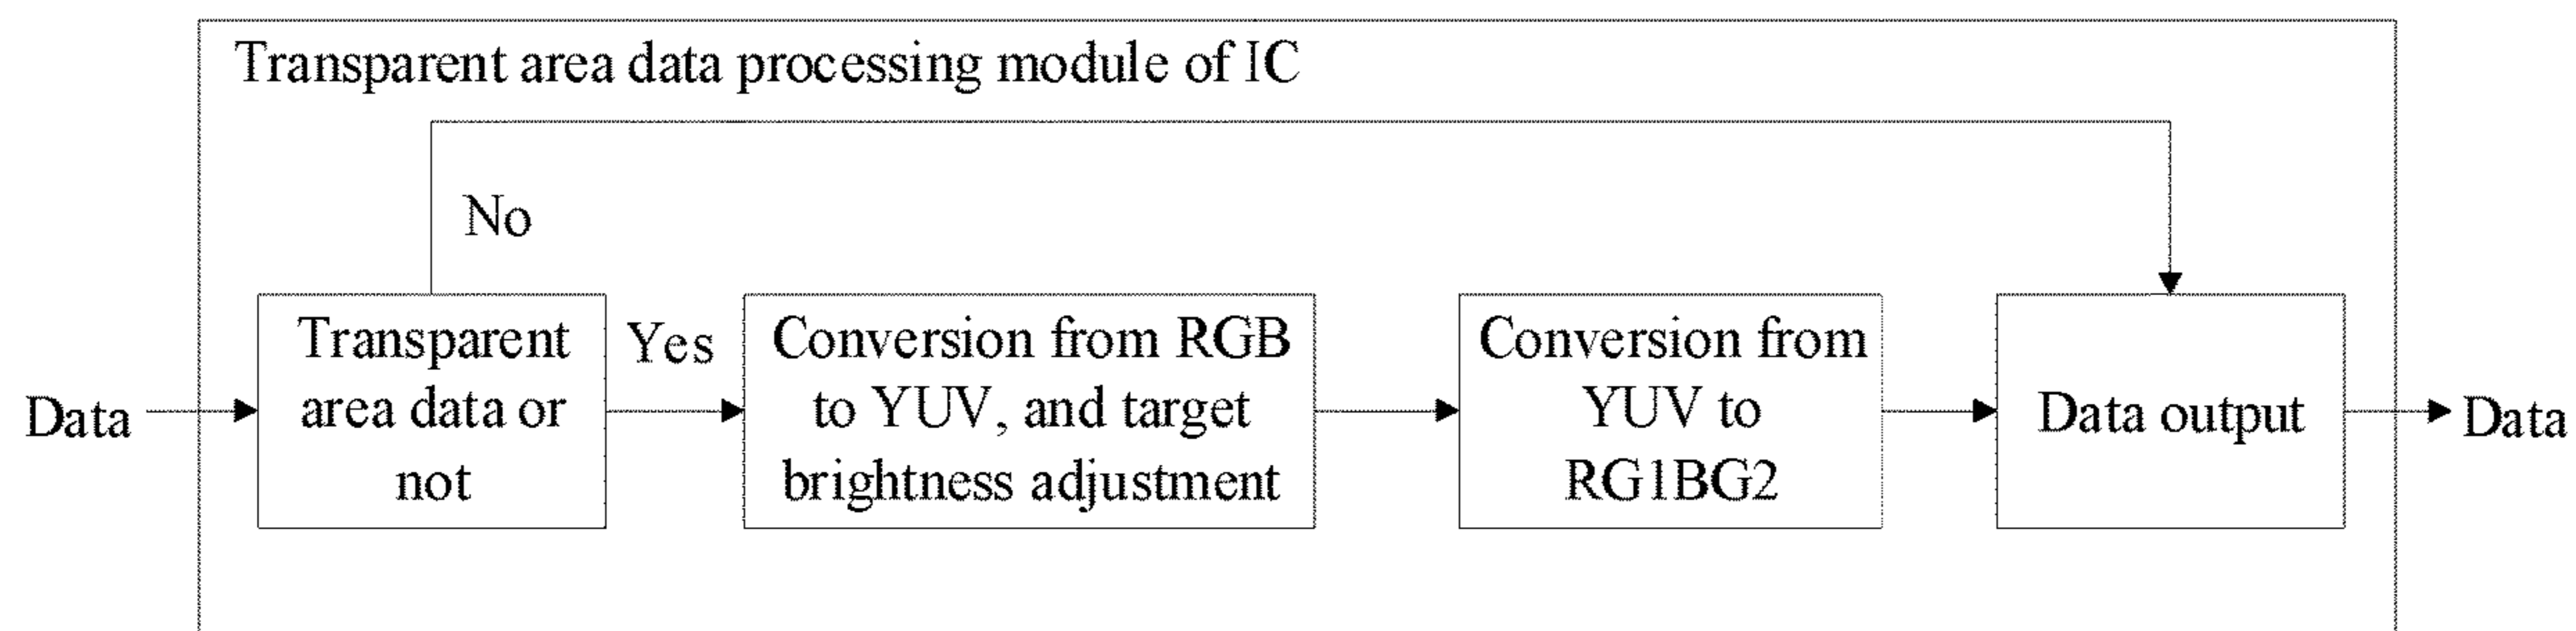 Transparent area data processing module of IC
No
Data
Transparent
area data or
not
Yes
Conversion from RGB
to YUV, and target
brightness adjustment
Conversion from
YUV to
RG1BG2
Data output
Data